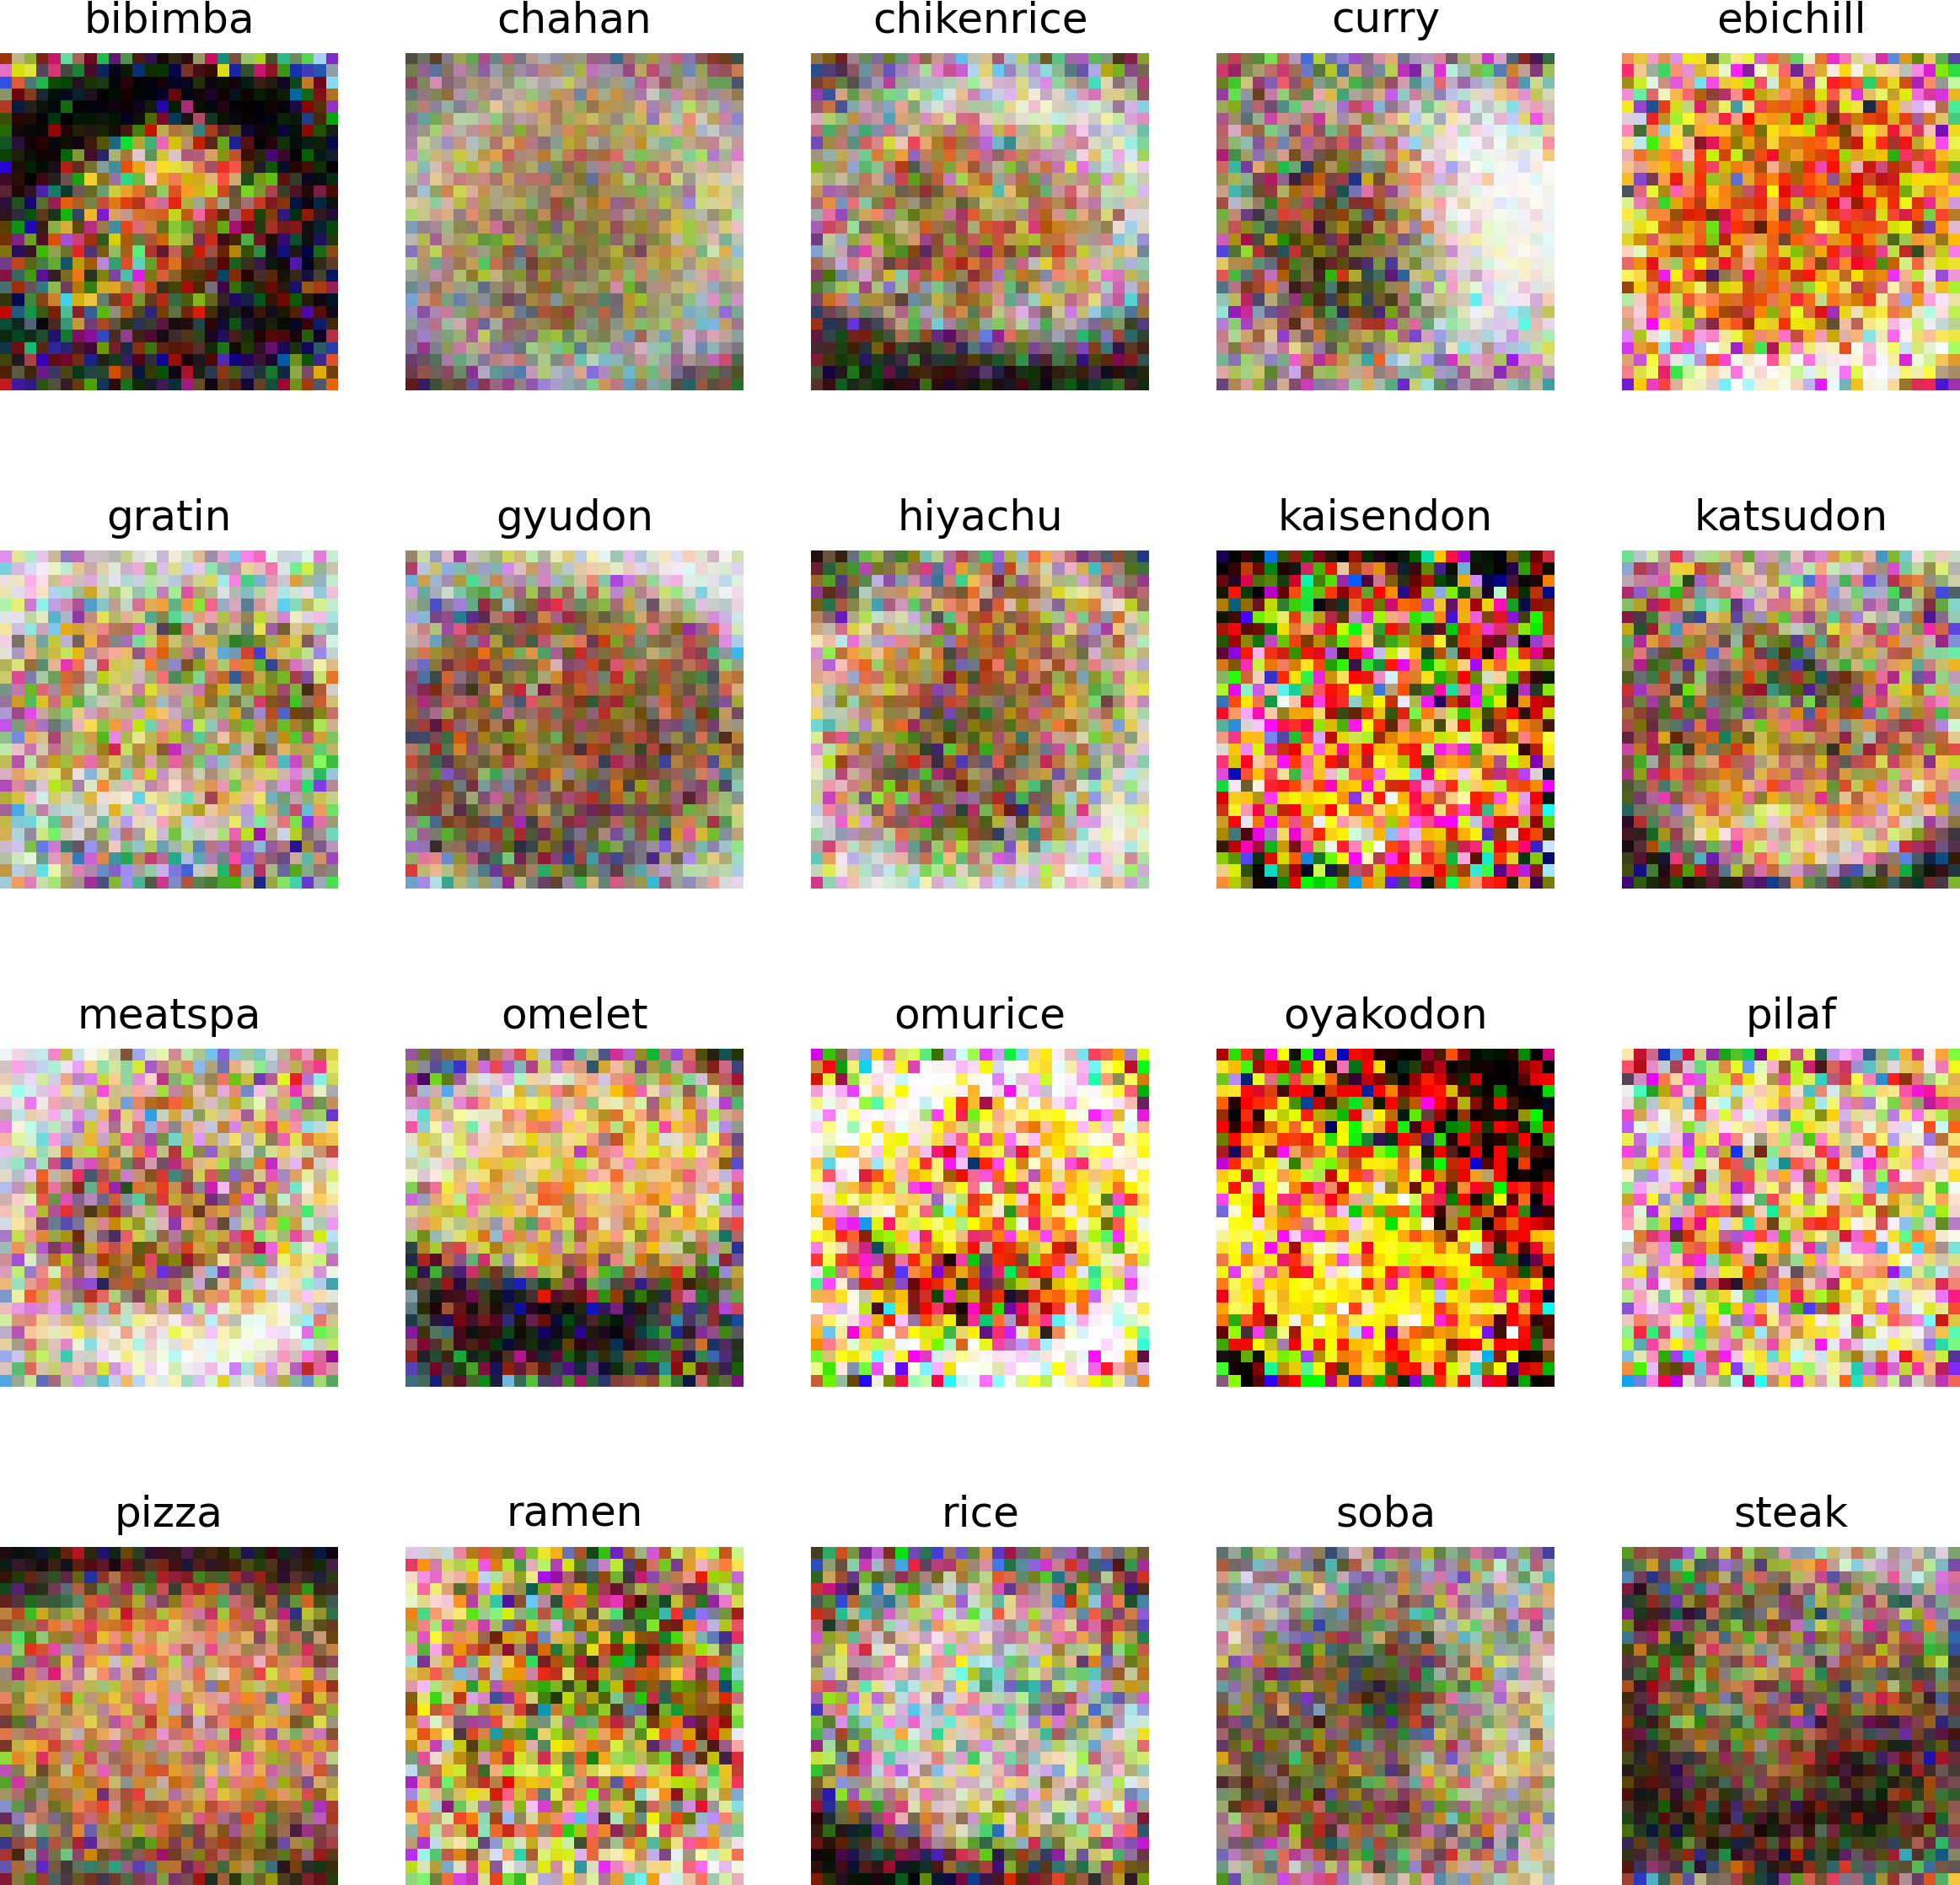 bibimba chahan chikenrice curry ebichill
gratin gyudon hiyachu kaisendon katsudon
meatspa omelet omurice oyakodon pilaf
pizza ramen rice soba steak